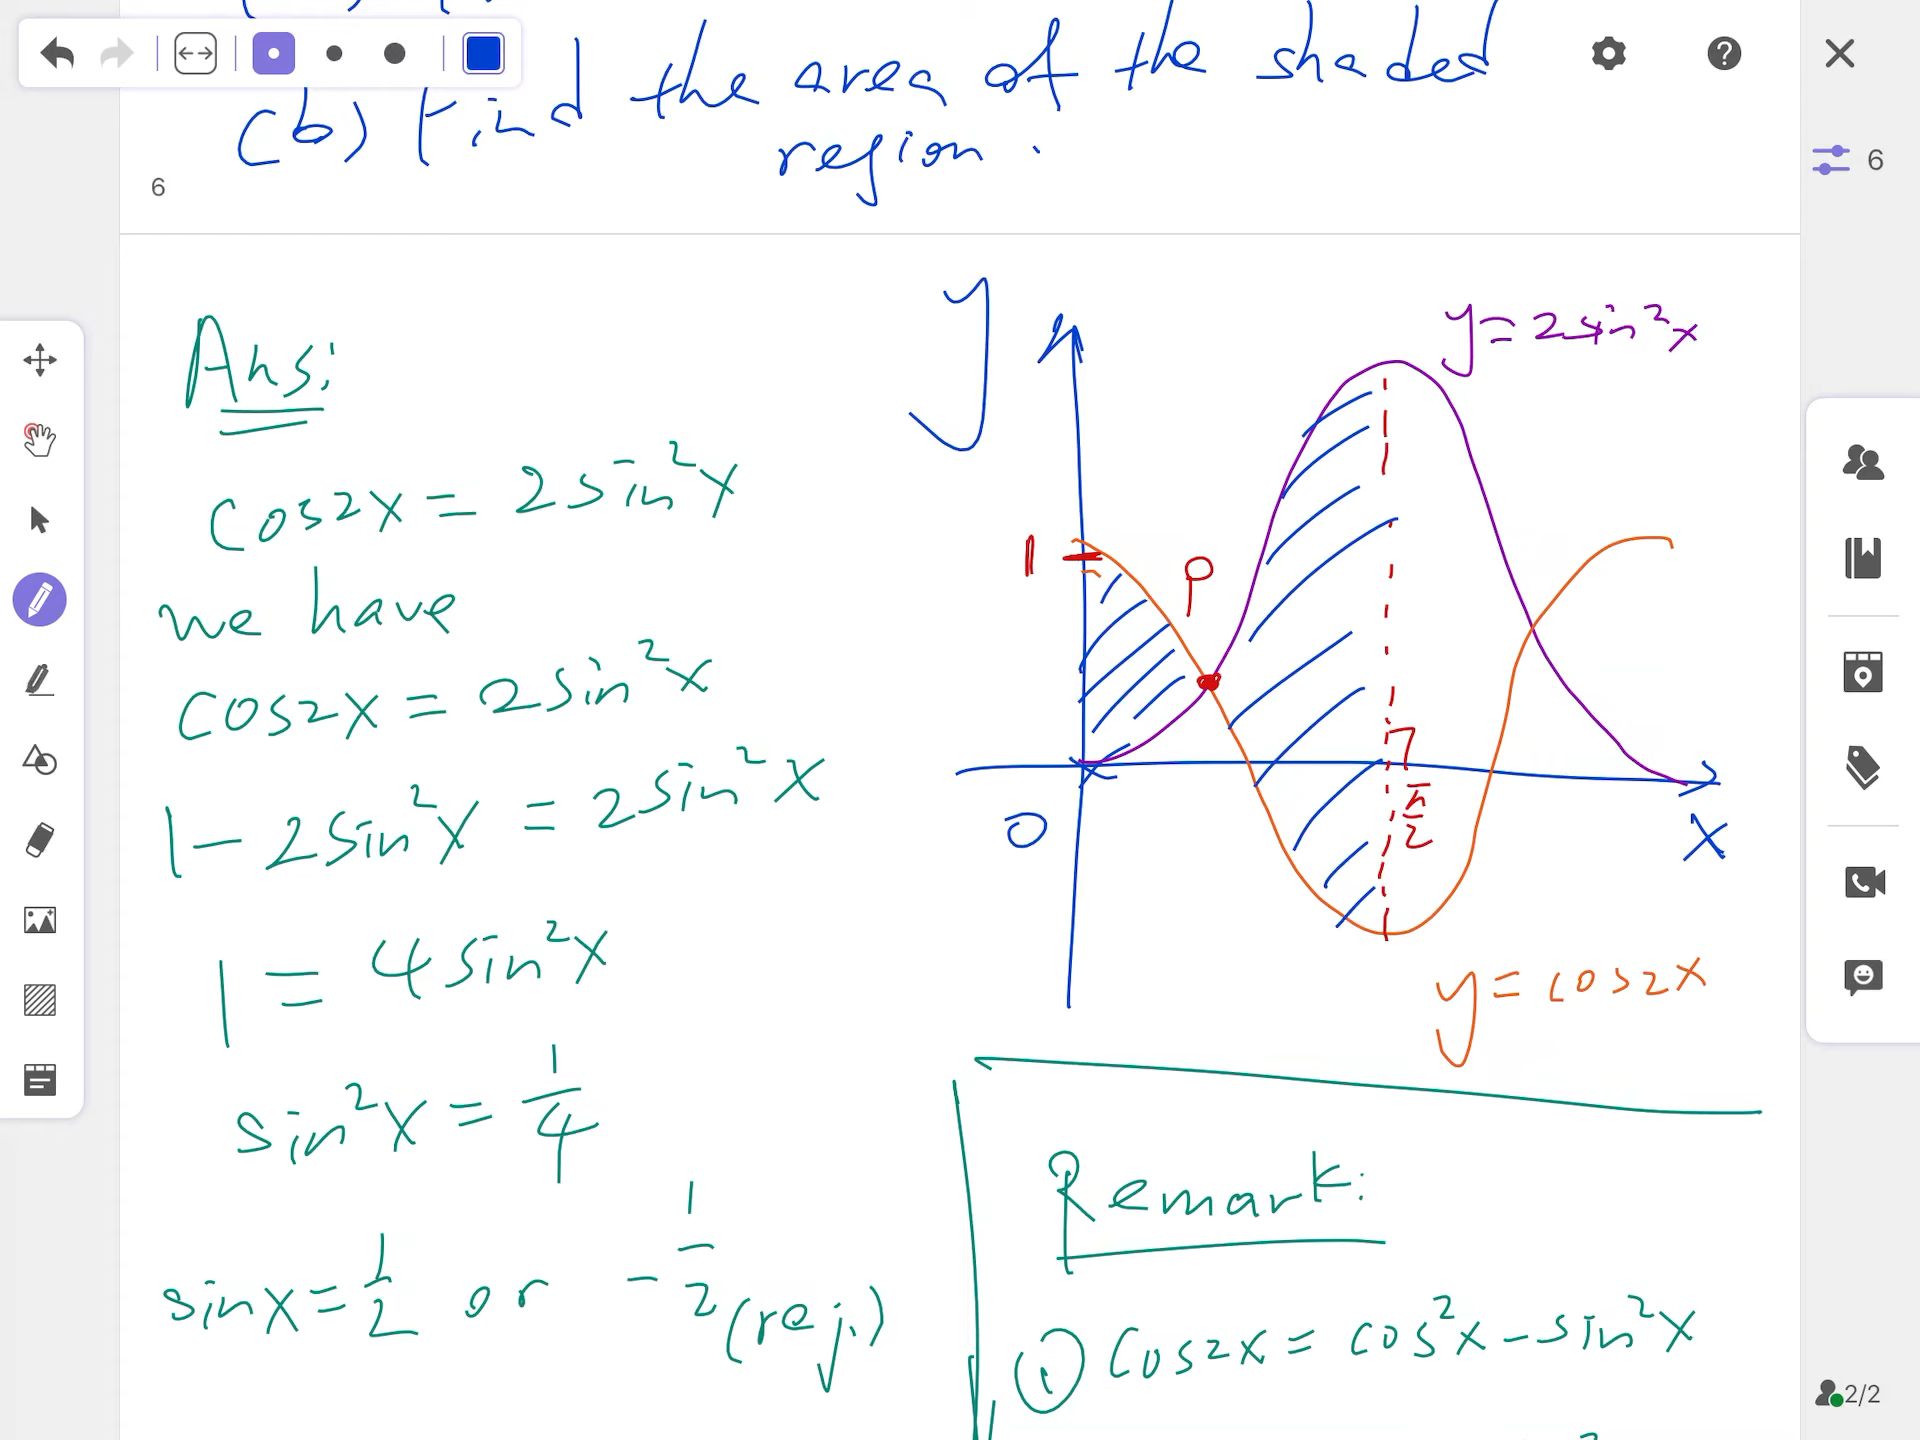 (b) Find the area of the shaded
region.
6
6
Ans:
cos2x = 2sin²x
we have
cos2x = 2sin²x
1 - 2sin²x = 2sin²x
1 = 4sin²x
sin²x = 1/4
sinx = 1/2 or -1/2 (rej.)
y
y = 2sin²x
1
P
π/2
O
x
y = cos2x
Remark:
① cos2x = cos²x - sin²x
2/2